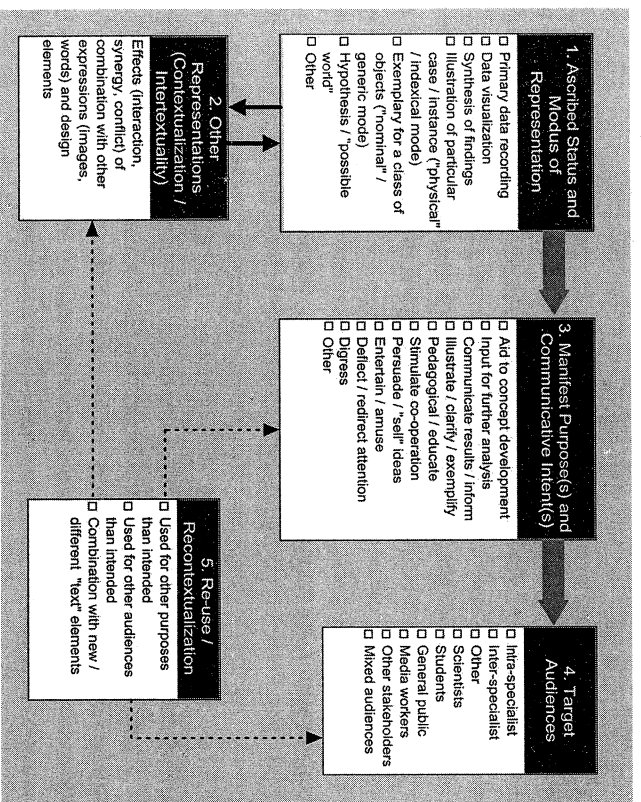 1. Ascribed Status and
Modus of
Representation
□ Primary data recording
□ Data visualization
□ Synthesis of findings
□ Illustration of particular
case / instance ("physical"
/ indexical mode)
□ Exemplary for a class of
objects ("nominal" /
generic mode)
□ Hypothesis / "possible
world"
□ Other
2. Other
Representations
(Contextualization /
Intertextuality)
Effects (interaction,
synergy, conflict) of
combination with other
expressions (images,
words) and design
elements
3. Manifest Purpose(s) and
Communicative Intent(s)
□ Aid to concept development
□ Input for further analysis
□ Communicate results / inform
□ Illustrate / clarify / exemplify
□ Pedagogical / educate
□ Stimulate co-operation
□ Persuade / "sell" ideas
□ Entertain / amuse
□ Deflect / redirect attention
□ Digress
□ Other
4. Target
Audiences
□ Intra-specialist
□ Inter-specialist
□ Other
□ Scientists
□ Students
□ General public
□ Media workers
□ Other stakeholders
□ Mixed audiences
5. Re-use /
Recontextualization
□ Used for other purposes
than intended
□ Used for other audiences
than intended
□ Combination with new /
different "text" elements